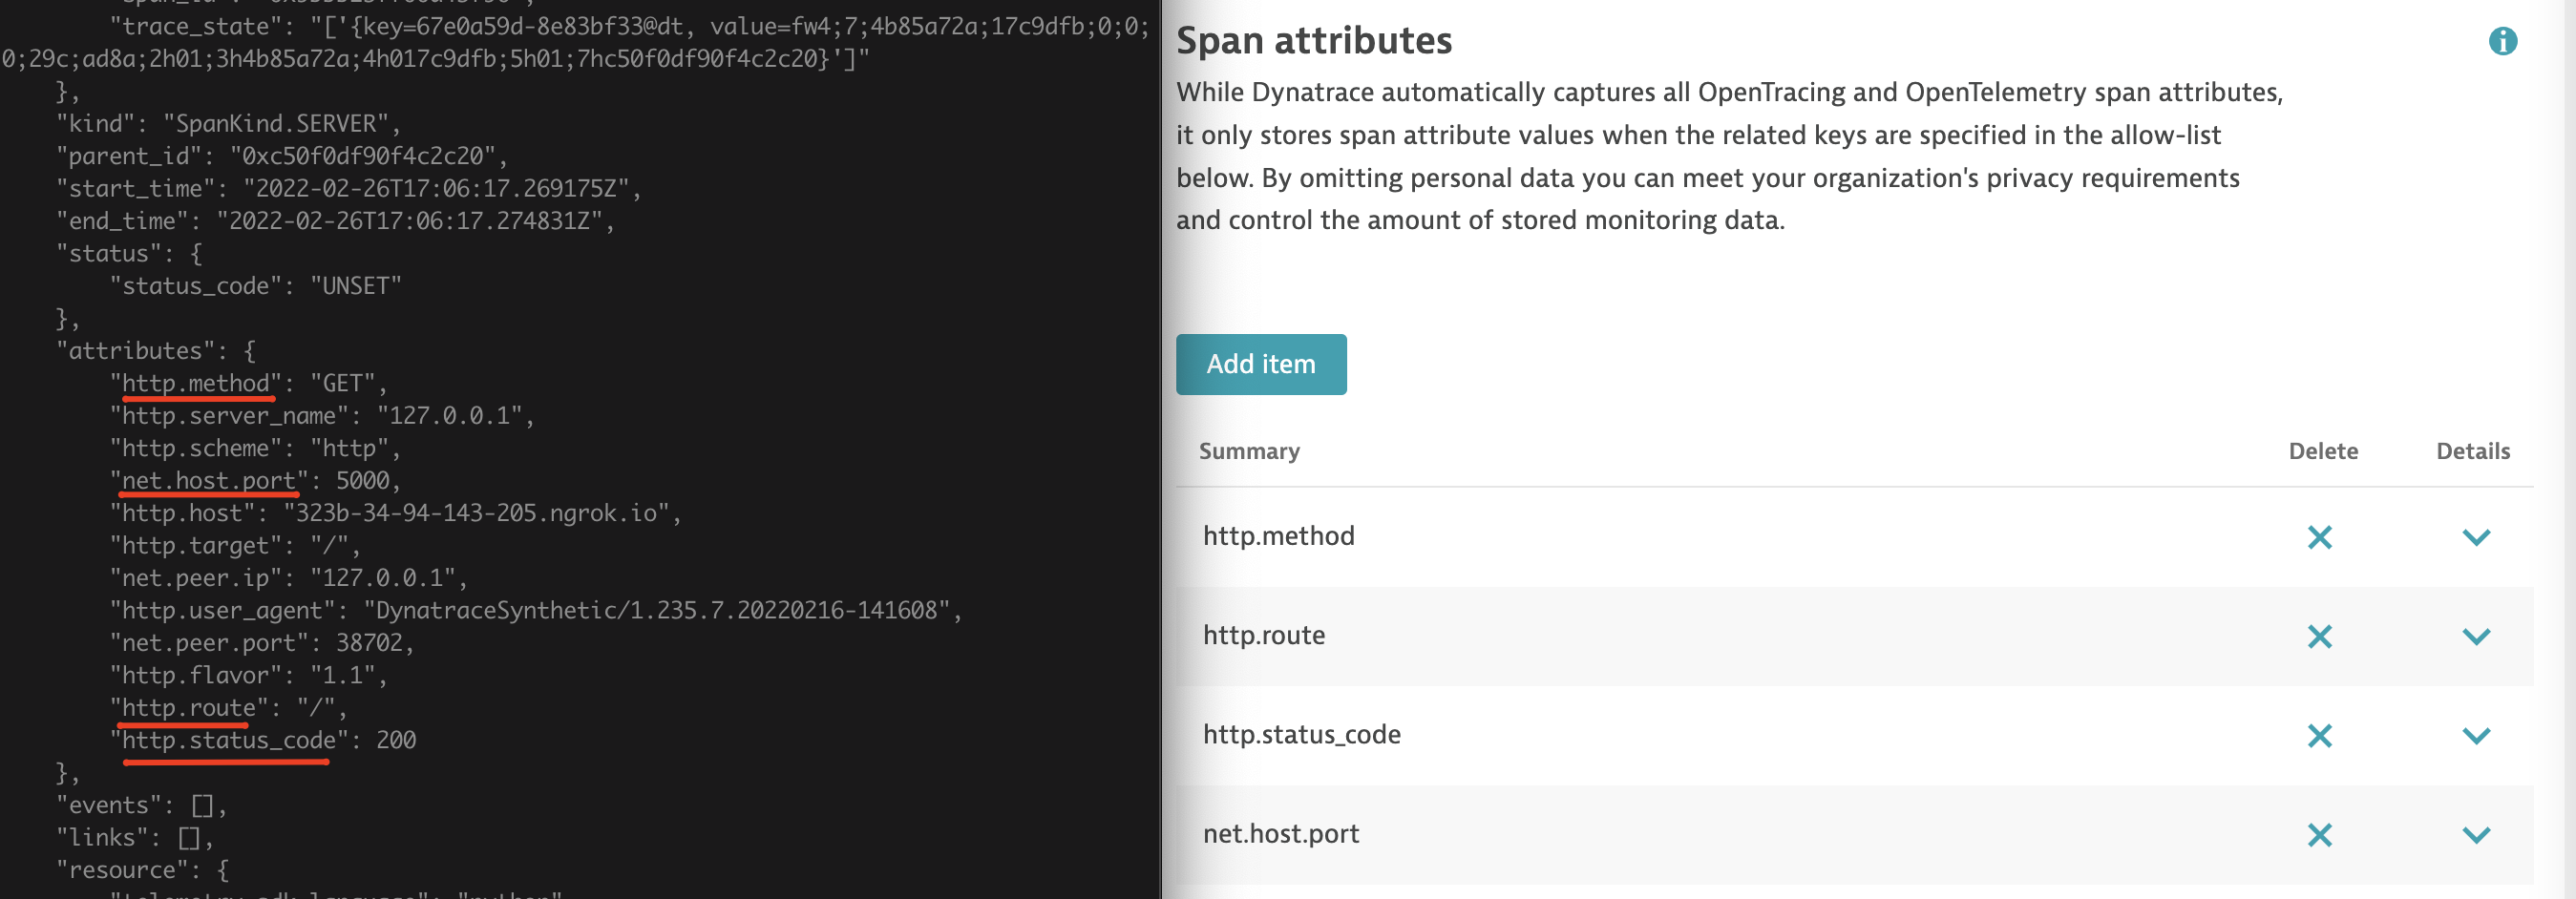 "trace_state": "['{key=67e0a59d-8e83bf33@dt, value=fw4;7;4b85a72a;17c9dfb;0;0;
0;29c;ad8a;2h01;3h4b85a72a;4h017c9dfb;5h01;7hc50f0df90f4c2c20}']"
},
"kind": "SpanKind.SERVER",
"parent_id": "0xc50f0df90f4c2c20",
"start_time": "2022-02-26T17:06:17.269175Z",
"end_time": "2022-02-26T17:06:17.274831Z",
"status": {
"status_code": "UNSET"
},
"attributes": {
"http.method": "GET",
"http.server_name": "127.0.0.1",
"http.scheme": "http",
"net.host.port": 5000,
"http.host": "323b-34-94-143-205.ngrok.io",
"http.target": "/",
"net.peer.ip": "127.0.0.1",
"http.user_agent": "DynatraceSynthetic/1.235.7.20220216-141608",
"net.peer.port": 38702,
"http.flavor": "1.1",
"http.route": "/",
"http.status_code": 200
},
"events": [],
"links": [],
"resource": {
Span attributes
While Dynatrace automatically captures all OpenTracing and OpenTelemetry span attributes,
it only stores span attribute values when the related keys are specified in the allow-list
below. By omitting personal data you can meet your organization's privacy requirements
and control the amount of stored monitoring data.
Add item
Summary Delete Details
http.method
http.route
http.status_code
net.host.port